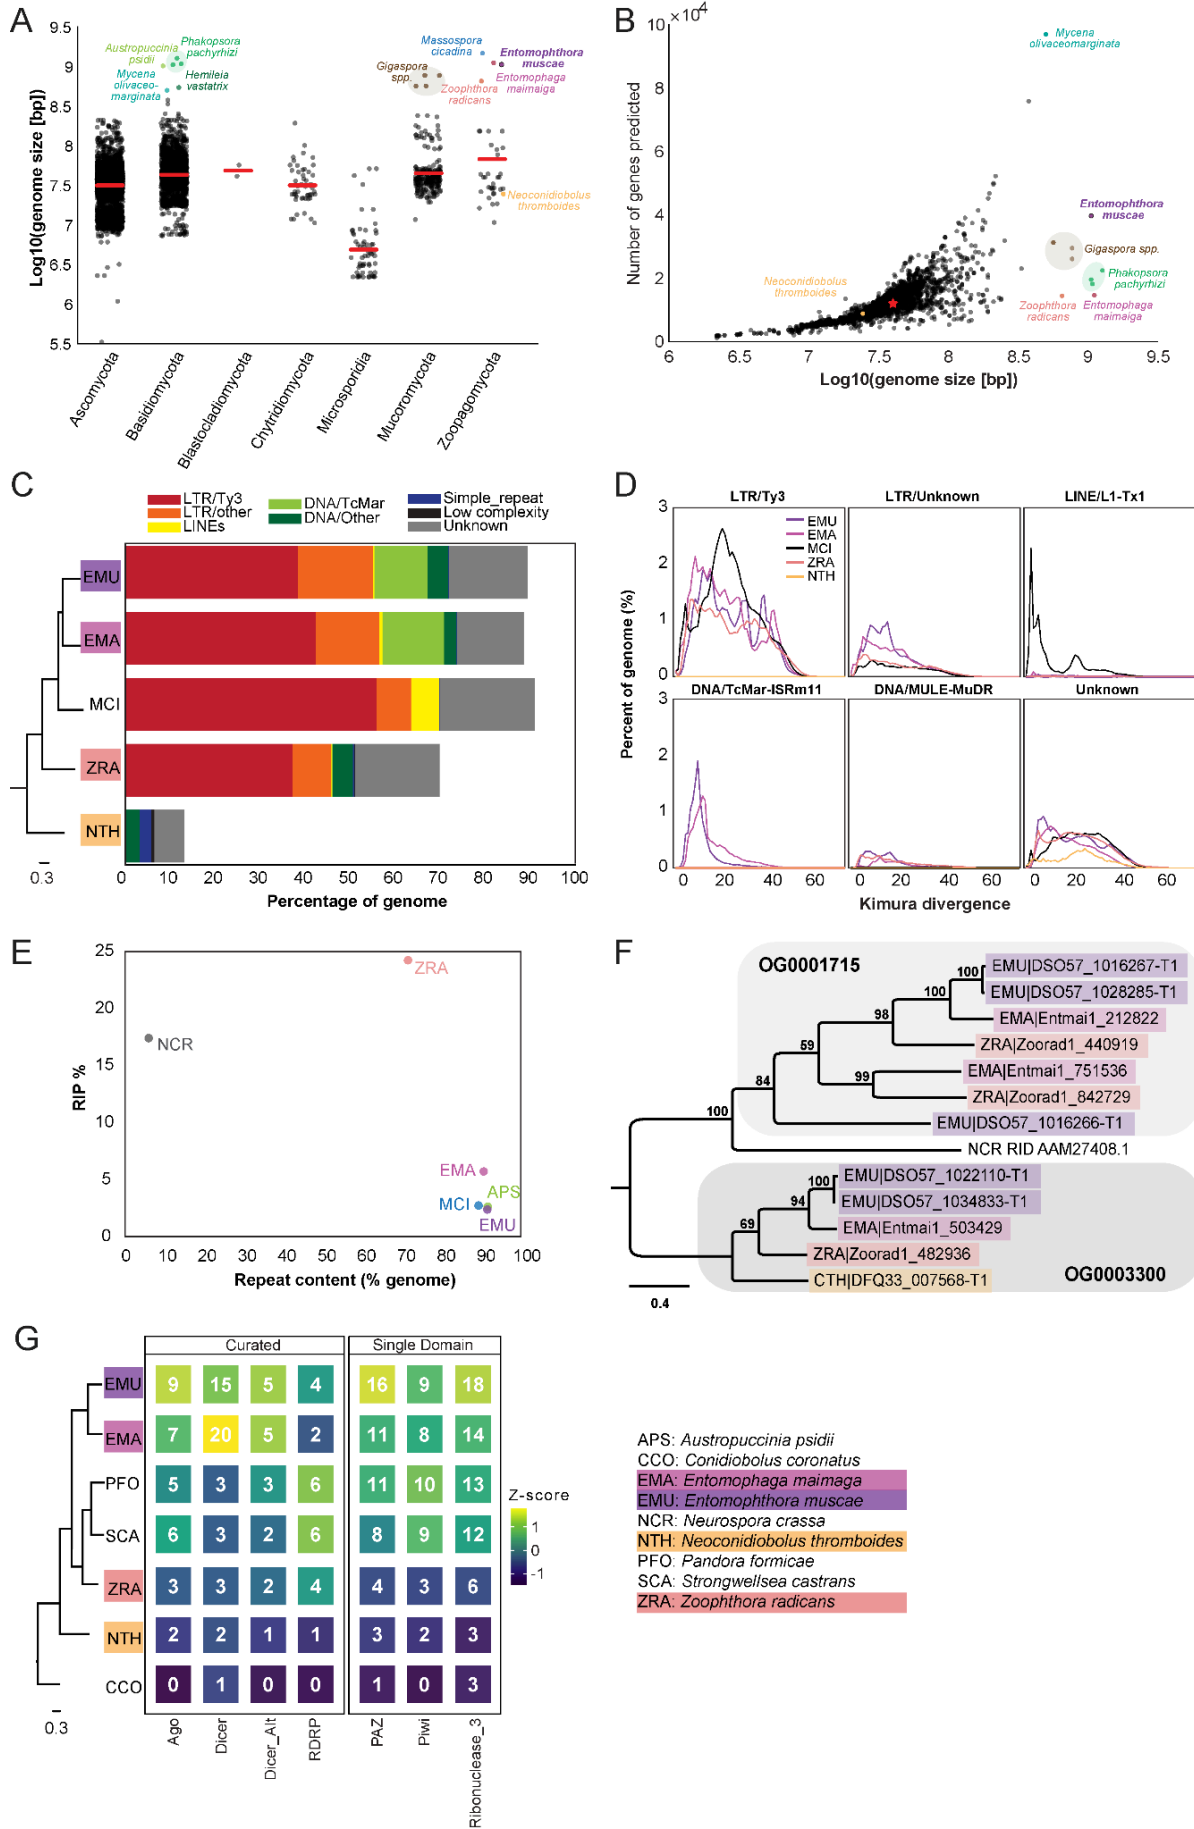 A
Log10(genome size [bp])
9.5
9
8.5
8
7.5
7
6.5
6
5.5
Austropuccinia
psidii
Phakopsora
pachyrhizi
Mycena
olivaceo-
marginata
Hemileia
vastatrix
Massospora
cicadina
Entomophthora
muscae
Gigaspora
spp.
Entomophaga
maimaiga
Zoophthora
radicans
Neoconidiobolus
thromboides
Ascomycota
Basidiomycota
Blastocladiomycota
Chytridiomycota
Microsporidia
Mucoromycota
Zoopagomycota
B
Number of genes predicted
10 ×10⁴
8
6
4
2
0
Mycena
olivaceomarginata
Entomophthora
muscae
Gigaspora spp.
Phakopsora
pachyrhizi
Neoconidiobolus
thromboides
Zoophthora
radicans
Entomophaga
maimaiga
6 6.5 7 7.5 8 8.5 9 9.5
Log10(genome size [bp])
C
LTR/Ty3
LTR/other
LINEs
DNA/TcMar
DNA/Other
Simple_repeat
Low complexity
Unknown
EMU
EMA
MCI
ZRA
NTH
0.3
0 10 20 30 40 50 60 70 80 90 100
Percentage of genome
D
LTR/Ty3
LTR/Unknown
LINE/L1-Tx1
EMU
EMA
MCI
ZRA
NTH
Percent of genome (%)
3
2
1
0
DNA/TcMar-ISRm11
DNA/MULE-MuDR
Unknown
3
2
1
0
0 20 40 60
0 20 40 60
0 20 40 60
Kimura divergence
E
RIP %
25
20
15
10
5
0
ZRA
NCR
EMA
APS
MCI
EMU
0 10 20 30 40 50 60 70 80 90 100
Repeat content (% genome)
F
OG0001715
EMU|DSO57_1016267-T1
EMU|DSO57_1028285-T1
EMA|Entmai1_212822
ZRA|Zoorad1_440919
EMA|Entmai1_751536
ZRA|Zoorad1_842729
EMU|DSO57_1016266-T1
NCR RID AAM27408.1
EMU|DSO57_1022110-T1
EMU|DSO57_1034833-T1
EMA|Entmai1_503429
ZRA|Zoorad1_482936
CTH|DFQ33_007568-T1
OG0003300
100
100
98
59
99
84
100
100
94
69
0.4
G
Curated
Single Domain
EMU 9 15 5 4 16 9 18
EMA 7 20 5 2 11 8 14
PFO 5 3 3 6 11 10 13
SCA 6 3 2 6 8 9 12
ZRA 3 3 2 4 4 3 6
NTH 2 2 1 1 3 2 3
CCO 0 1 0 0 1 0 3
0.3
Ago
Dicer
Dicer_Alt
RDRP
PAZ
Piwi
Ribonuclease_3
Z-score
1
0
-1
APS: Austropuccinia psidii
CCO: Conidiobolus coronatus
EMA: Entomophaga maimaga
EMU: Entomophthora muscae
NCR: Neurospora crassa
NTH: Neoconidiobolus thromboides
PFO: Pandora formicae
SCA: Strongwellsea castrans
ZRA: Zoophthora radicans